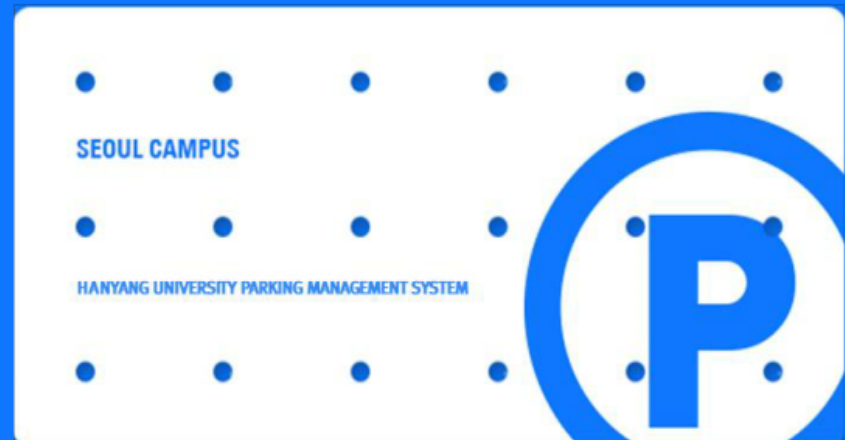 SEOUL CAMPUS
HANYANG UNIVERSITY PARKING MANAGEMENT SYSTEM
P